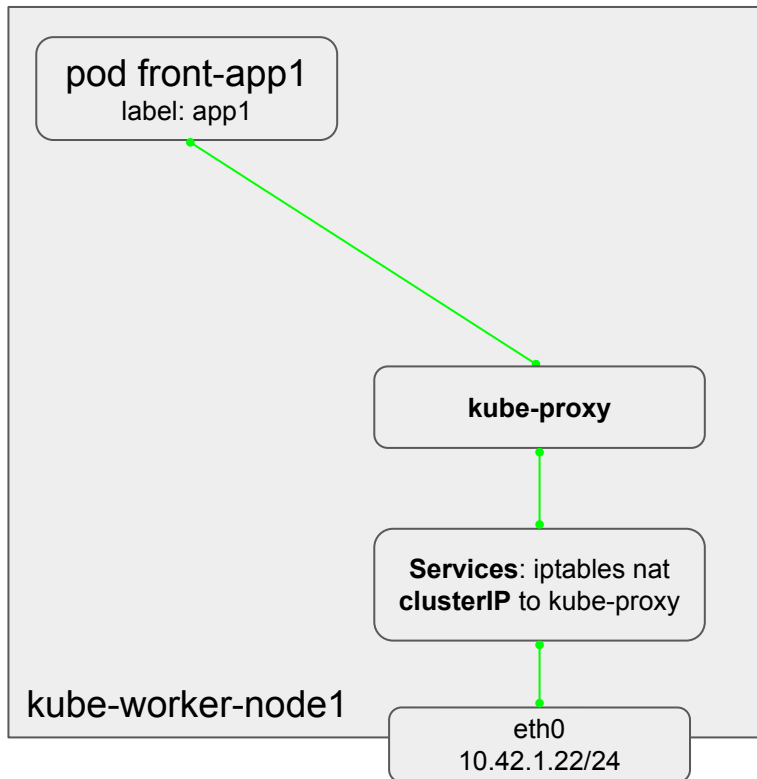 pod front-app1
label: app1
kube-proxy
Services: iptables nat
clusterIP to kube-proxy
kube-worker-node1
eth0
10.42.1.22/24